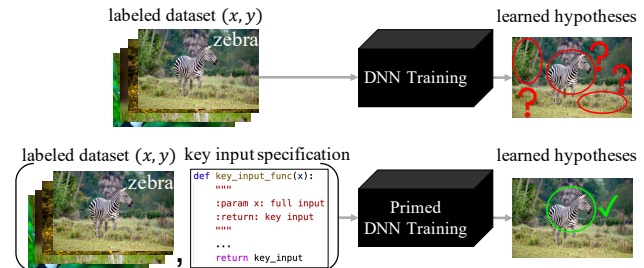 labeled dataset (x, y)
learned hypotheses
zebra
DNN Training
?
?
?
labeled dataset (x, y)
key input specification
learned hypotheses
zebra
def key_input_func(x):
"""
:param x: full input
:return: key input
"""
...
return key_input
,
Primed
DNN Training
✓